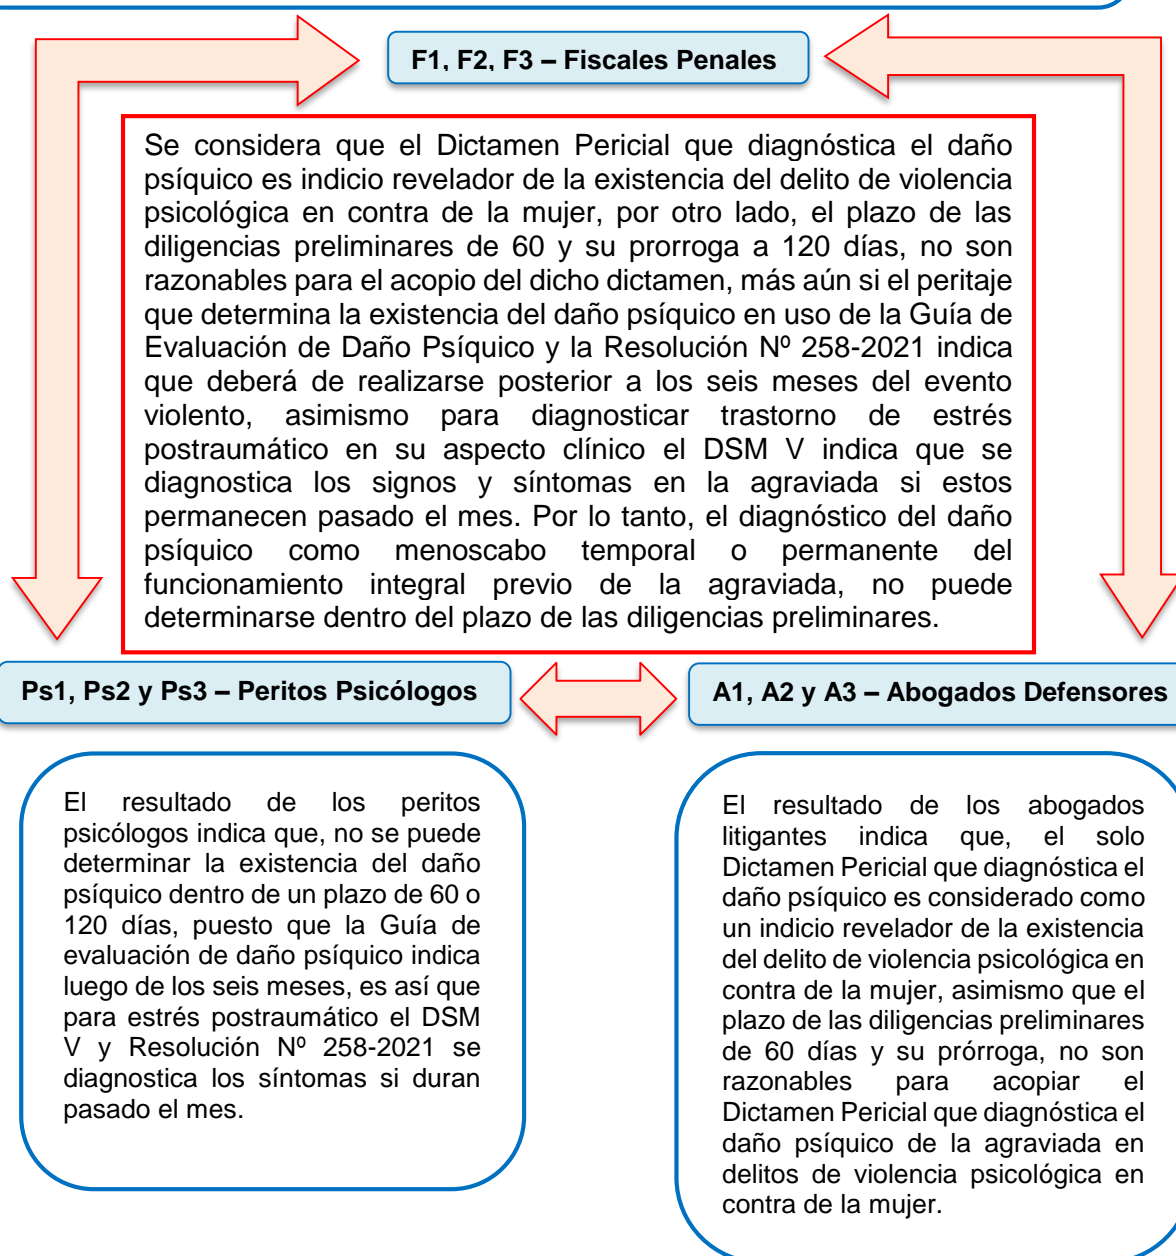 F1, F2, F3 – Fiscales Penales
Se considera que el Dictamen Pericial que diagnóstica el daño
psíquico es indicio revelador de la existencia del delito de violencia
psicológica en contra de la mujer, por otro lado, el plazo de las
diligencias preliminares de 60 y su prorroga a 120 días, no son
razonables para el acopio del dicho dictamen, más aún si el peritaje
que determina la existencia del daño psíquico en uso de la Guía de
Evaluación de Daño Psíquico y la Resolución Nº 258-2021 indica
que deberá de realizarse posterior a los seis meses del evento
violento, asimismo para diagnosticar trastorno de estrés
postraumático en su aspecto clínico el DSM V indica que se
diagnostica los signos y síntomas en la agraviada si estos
permanecen pasado el mes. Por lo tanto, el diagnóstico del daño
psíquico como menoscabo temporal o permanente del
funcionamiento integral previo de la agraviada, no puede
determinarse dentro del plazo de las diligencias preliminares.
Ps1, Ps2 y Ps3 – Peritos Psicólogos
A1, A2 y A3 – Abogados Defensores
El resultado de los peritos
psicólogos indica que, no se puede
determinar la existencia del daño
psíquico dentro de un plazo de 60 o
120 días, puesto que la Guía de
evaluación de daño psíquico indica
luego de los seis meses, es así que
para estrés postraumático el DSM
V y Resolución Nº 258-2021 se
diagnostica los síntomas si duran
pasado el mes.
El resultado de los abogados
litigantes indica que, el solo
Dictamen Pericial que diagnóstica el
daño psíquico es considerado como
un indicio revelador de la existencia
del delito de violencia psicológica en
contra de la mujer, asimismo que el
plazo de las diligencias preliminares
de 60 días y su prórroga, no son
razonables para acopiar el
Dictamen Pericial que diagnóstica el
daño psíquico de la agraviada en
delitos de violencia psicológica en
contra de la mujer.